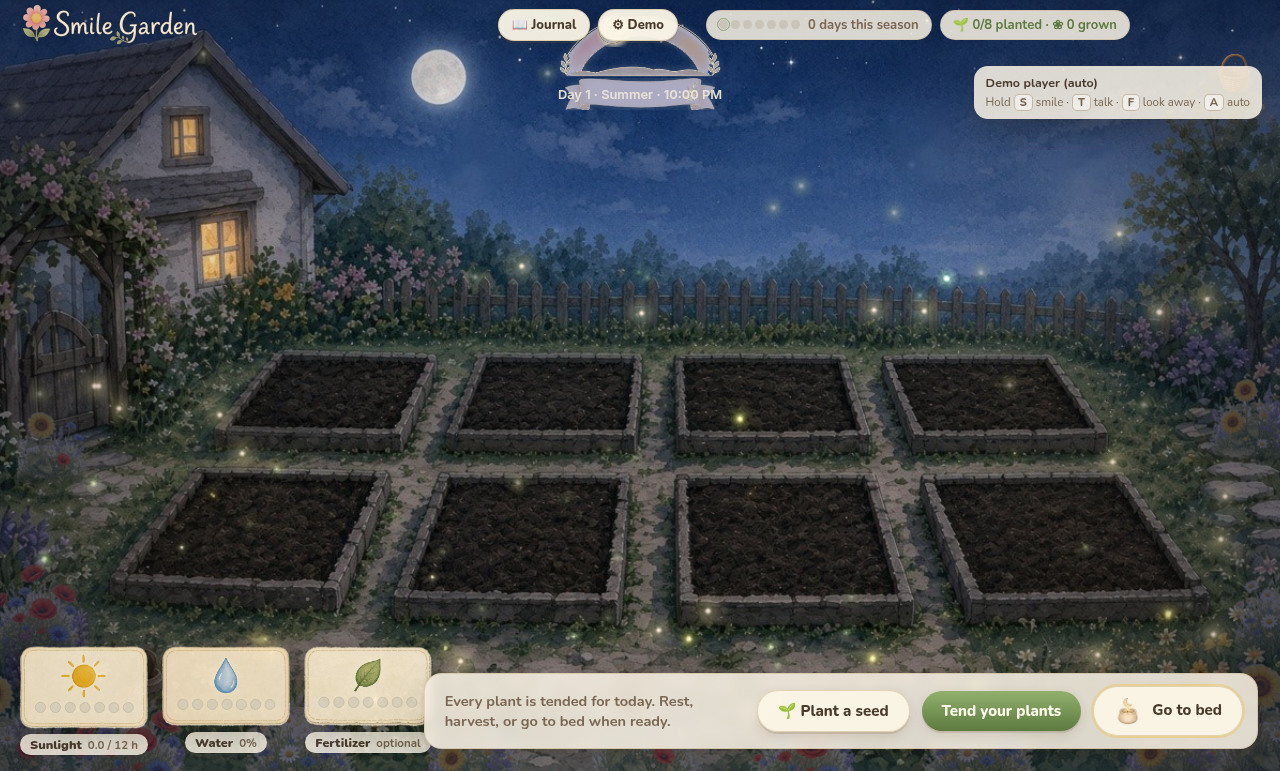 Smile Garden
📖 Journal
⚙ Demo
0 days this season
🌱 0/8 planted · ❀ 0 grown
Day 1 · Summer · 10:00 PM
Demo player (auto)
Hold S smile · T talk · F look away · A auto
Every plant is tended for today. Rest,
harvest, or go to bed when ready.
🌱 Plant a seed
Tend your plants
Go to bed
Sunlight 0.0 / 12 h
Water 0%
Fertilizer optional